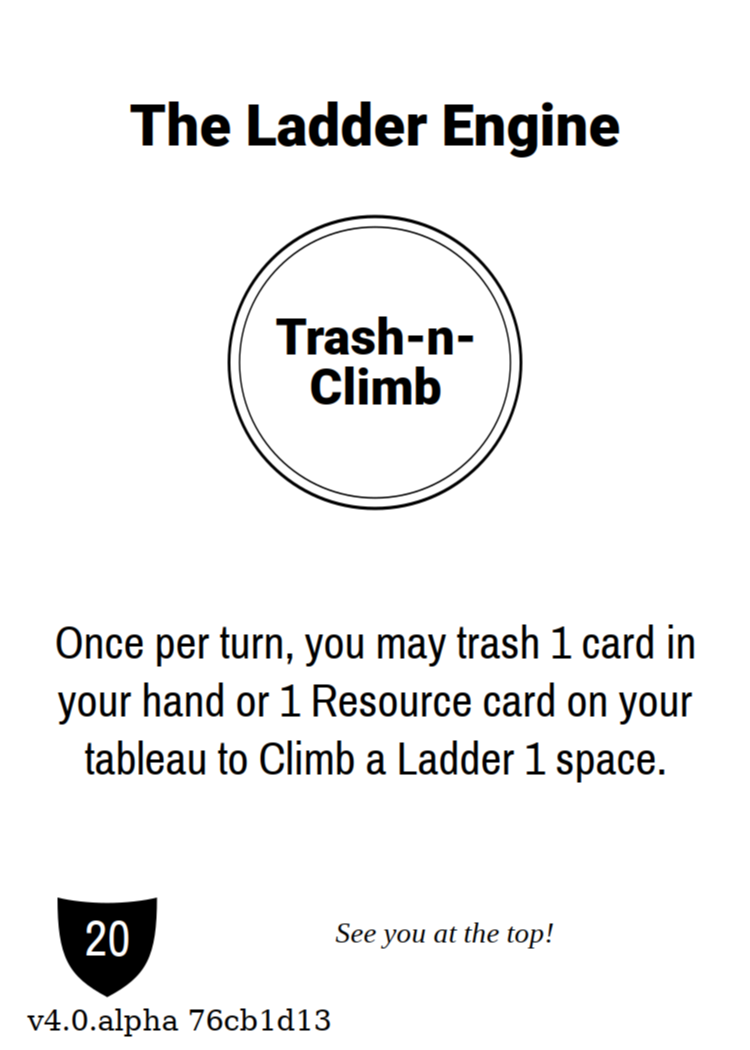 The Ladder Engine
Trash-n-
Climb
Once per turn, you may trash 1 card in
your hand or 1 Resource card on your
tableau to Climb a Ladder 1 space.
20
See you at the top!
v4.0.alpha 76cb1d13